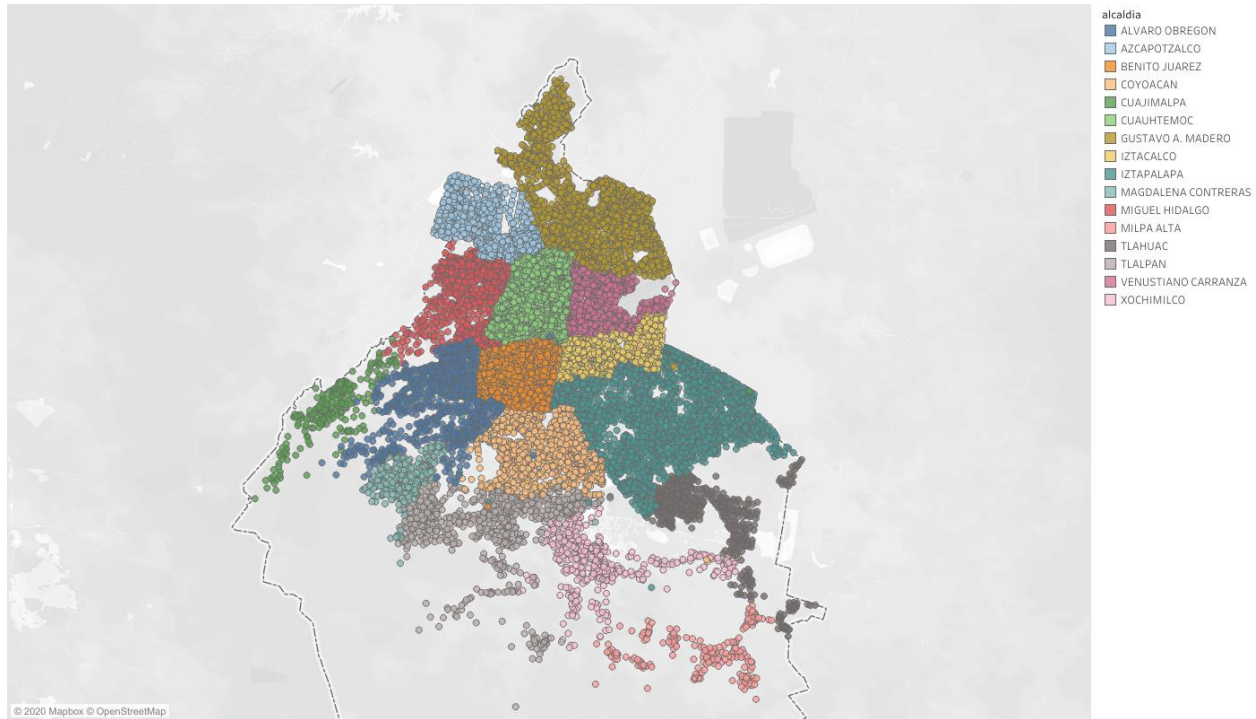 alcaldia
ALVARO OBREGON
AZCAPOTZALCO
BENITO JUAREZ
COYOACAN
CUAJIMALPA
CUAUHTEMOC
GUSTAVO A. MADERO
IZTACALCO
IZTAPALAPA
MAGDALENA CONTRERAS
MIGUEL HIDALGO
MILPA ALTA
TLAHUAC
TLALPAN
VENUSTIANO CARRANZA
XOCHIMILCO
© 2020 Mapbox © OpenStreetMap